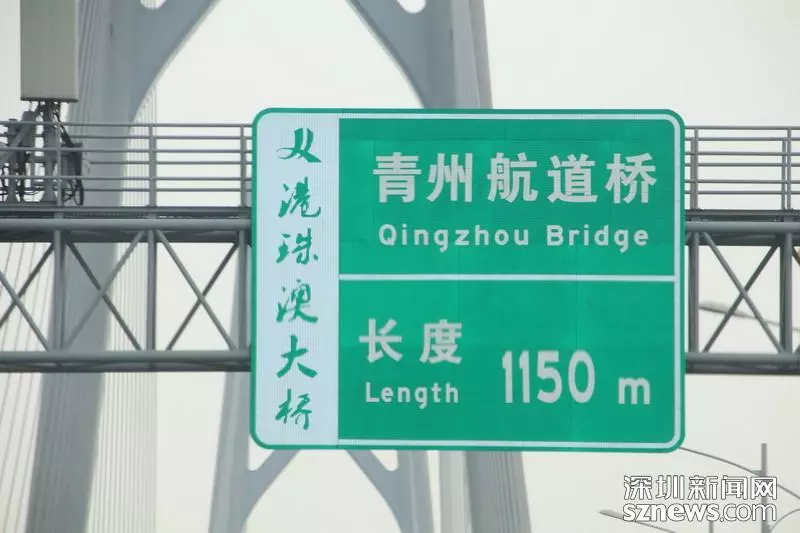 港珠澳大桥
青州航道桥
Qingzhou Bridge
长度
Length
1150 m
深圳新闻网
sznews.com